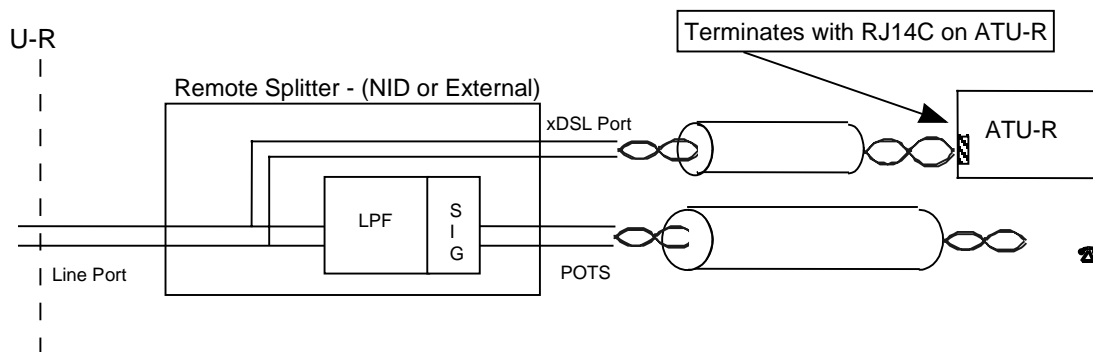 U-R
Terminates with RJ14C on ATU-R
Remote Splitter - (NID or External)
xDSL Port
ATU-R
LPF
S
I
G
Line Port
POTS